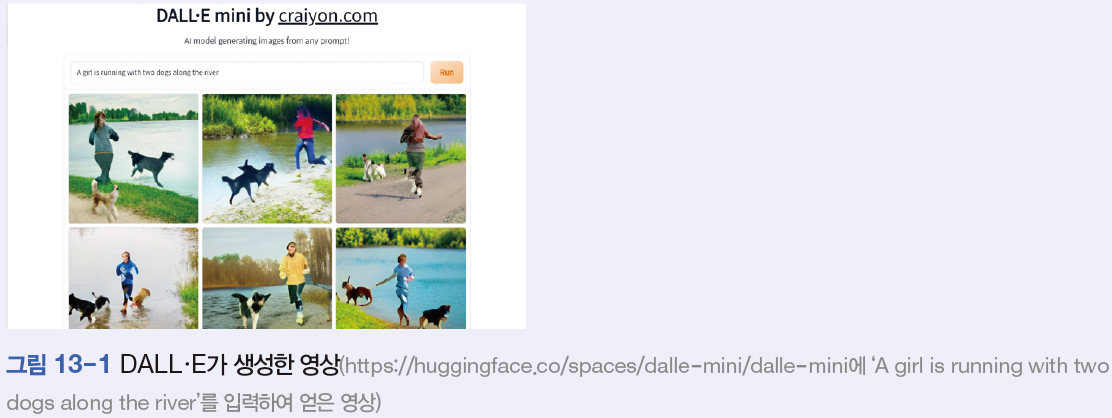 DALL·E mini by craiyon.com
AI model generating images from any prompt!
A girl is running with two dogs along the river
Run
그림 13-1 DALL·E가 생성한 영상(https://huggingface.co/spaces/dalle-mini/dalle-mini에 ‘A girl is running with two
dogs along the river’를 입력하여 얻은 영상)